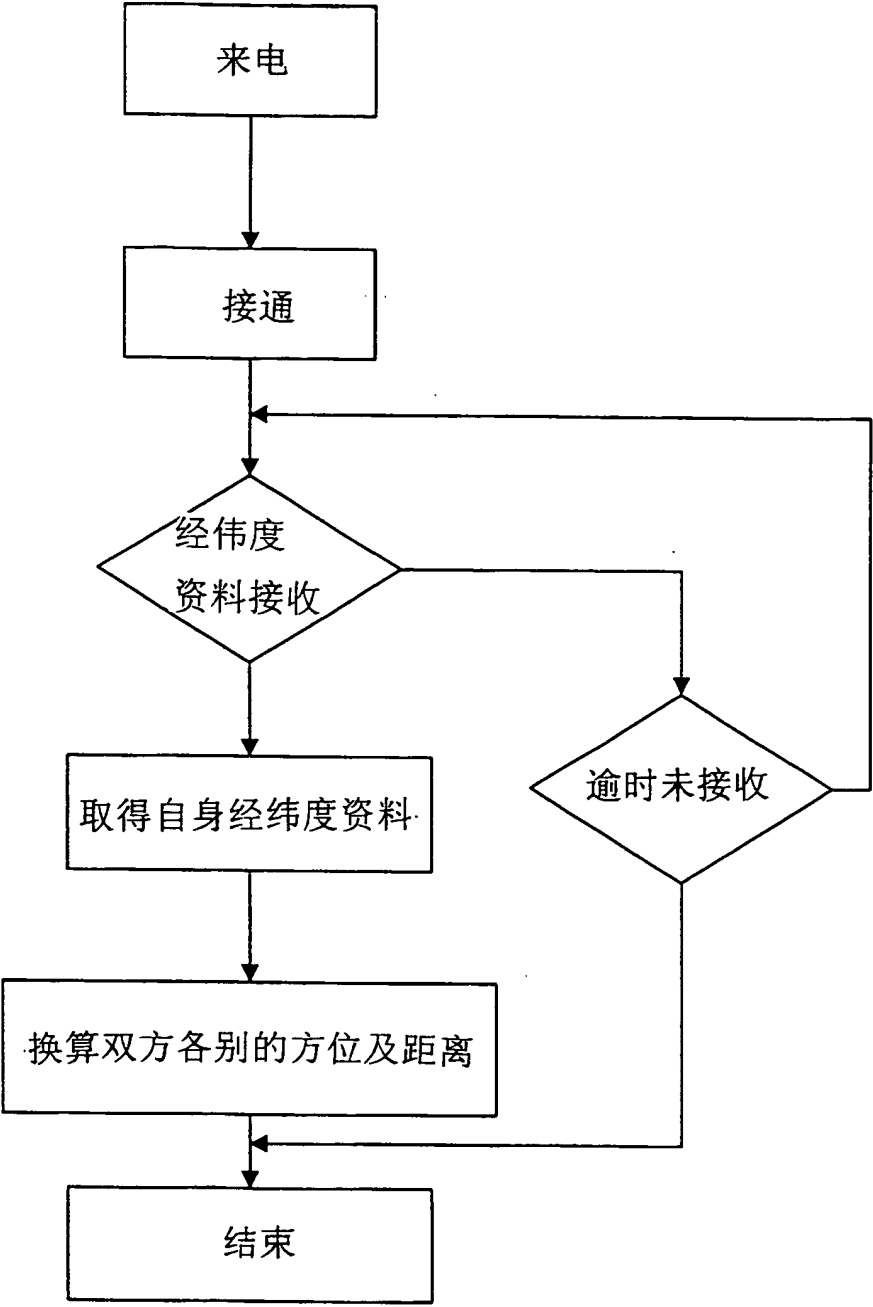 来电
接通
经纬度
资料接收
逾时未接收
取得自身经纬度资料
换算双方各别的方位及距离
结束